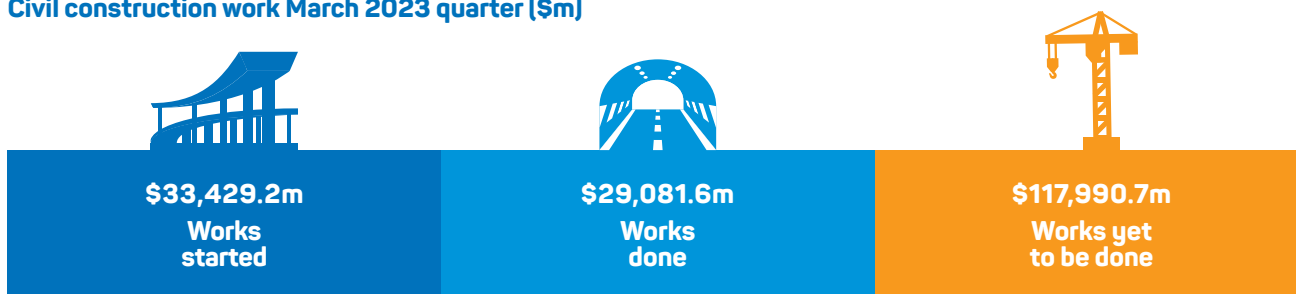 Civil construction work March 2023 quarter ($m)
$33,429.2m
Works
started
$29,081.6m
Works
done
$117,990.7m
Works yet
to be done